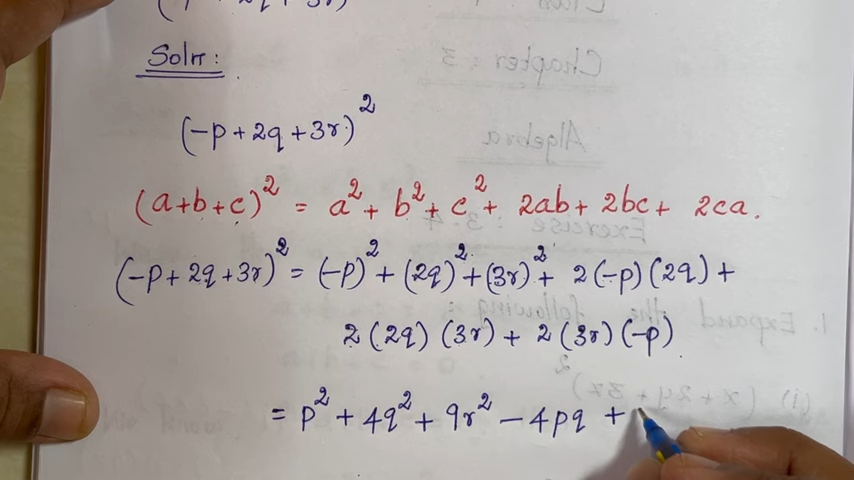 Soln:
(-p+2q+3r)²
(a+b+c)² = a² + b² + c² + 2ab + 2bc + 2ca.
(-p+2q+3r)² = (-p)² + (2q)² + (3r)² + 2(-p)(2q) +
2(2q)(3r) + 2(3r)(-p)
= p² + 4q² + 9r² - 4pq +